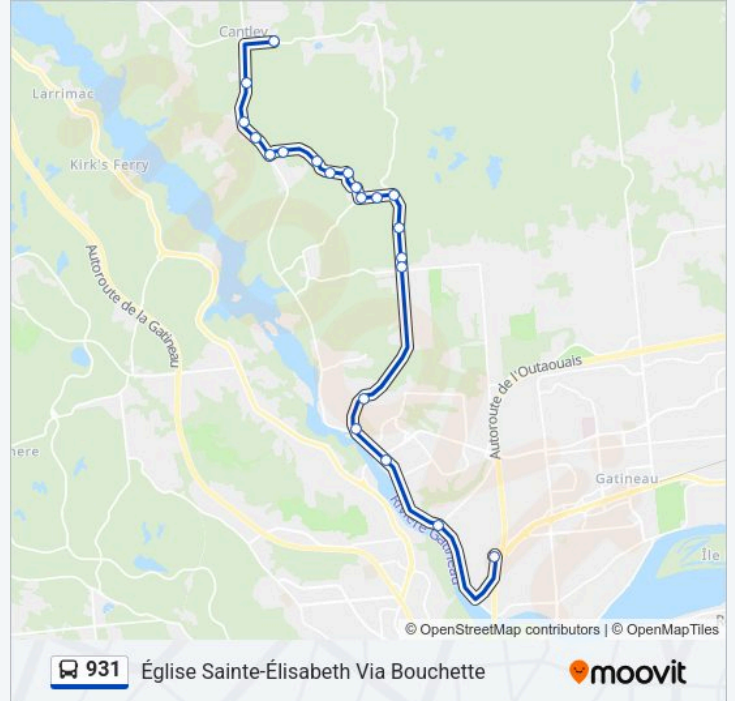 Cantley
Larrimac
Kirk's Ferry
Autoroute de la Gatineau
Autoroute de l'Outaouais
here
Gatineau
Rivière Gatineau
Île
© OpenStreetMap contributors | © OpenMapTiles
931 Église Sainte-Élisabeth Via Bouchette
moovit